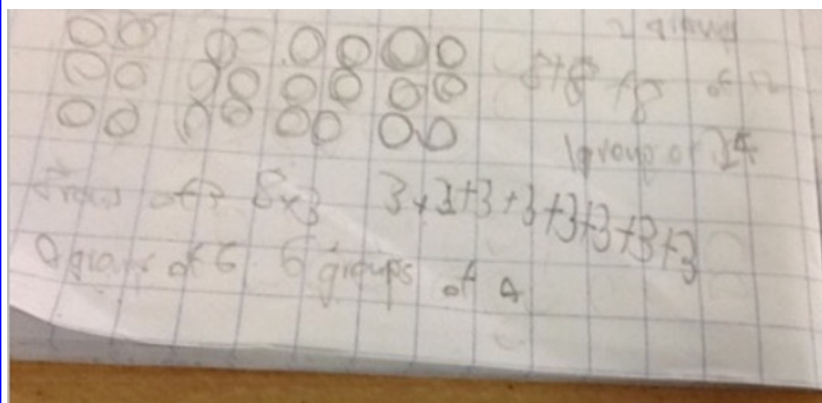 2 groups
8+8+8 of 12
1 group of 24
of 8x3 3+3+3+3+3+3+3+3
groups of 6 6 groups of 4